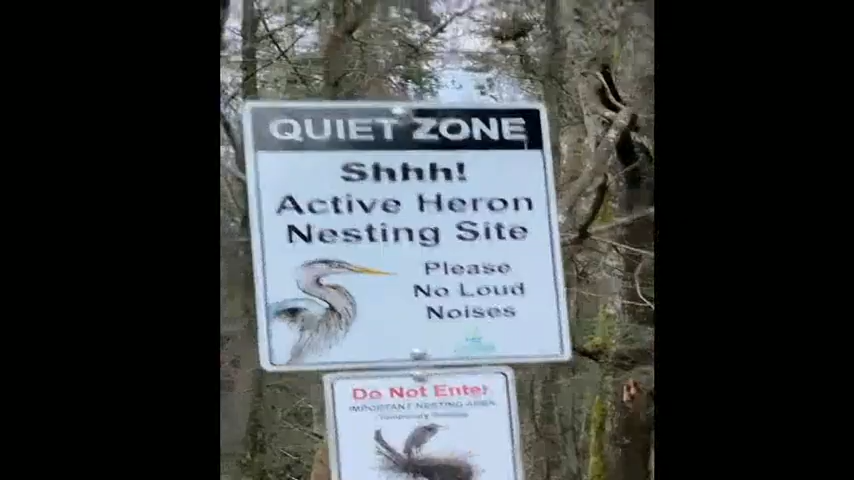 QUIET ZONE
Shhh!
Active Heron
Nesting Site
Please
No Loud
Noises
Do Not Enter
IMPORTANT NESTING AREA